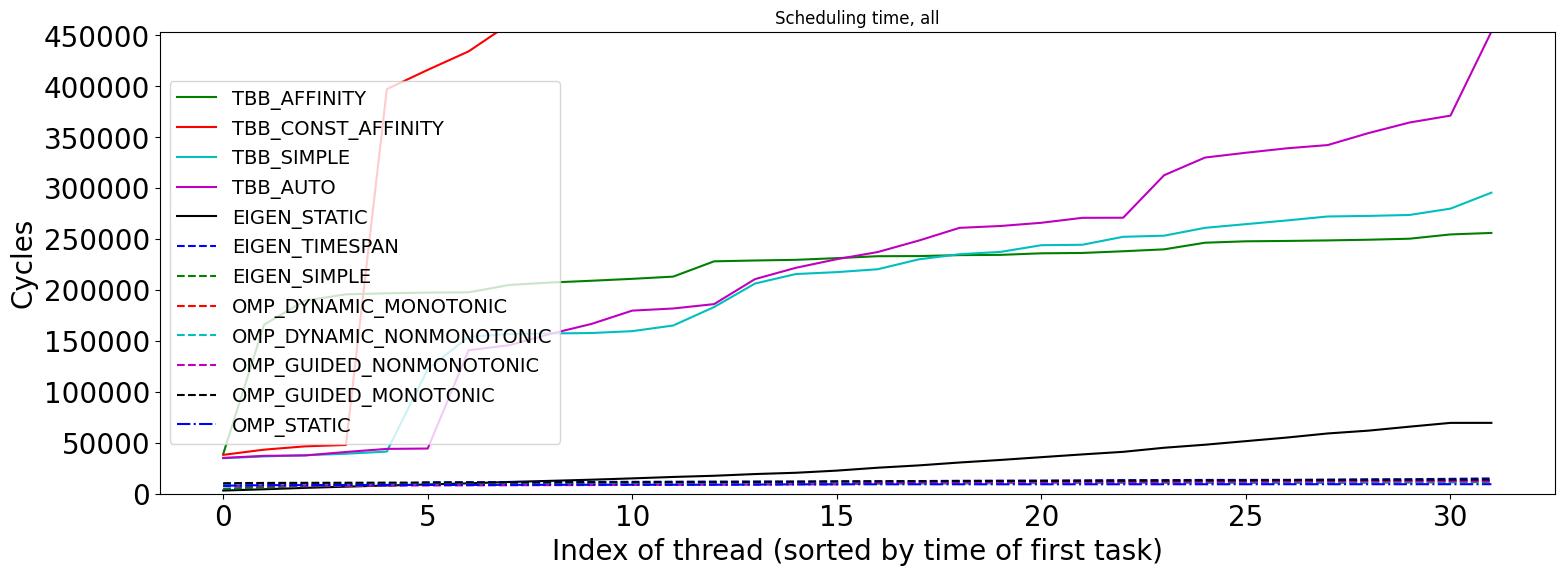 Scheduling time, all
Cycles
450000
400000
350000
300000
250000
200000
150000
100000
50000
0
TBB_AFFINITY
TBB_CONST_AFFINITY
TBB_SIMPLE
TBB_AUTO
EIGEN_STATIC
EIGEN_TIMESPAN
EIGEN_SIMPLE
OMP_DYNAMIC_MONOTONIC
OMP_DYNAMIC_NONMONOTONIC
OMP_GUIDED_NONMONOTONIC
OMP_GUIDED_MONOTONIC
OMP_STATIC
0 5 10 15 20 25 30
Index of thread (sorted by time of first task)